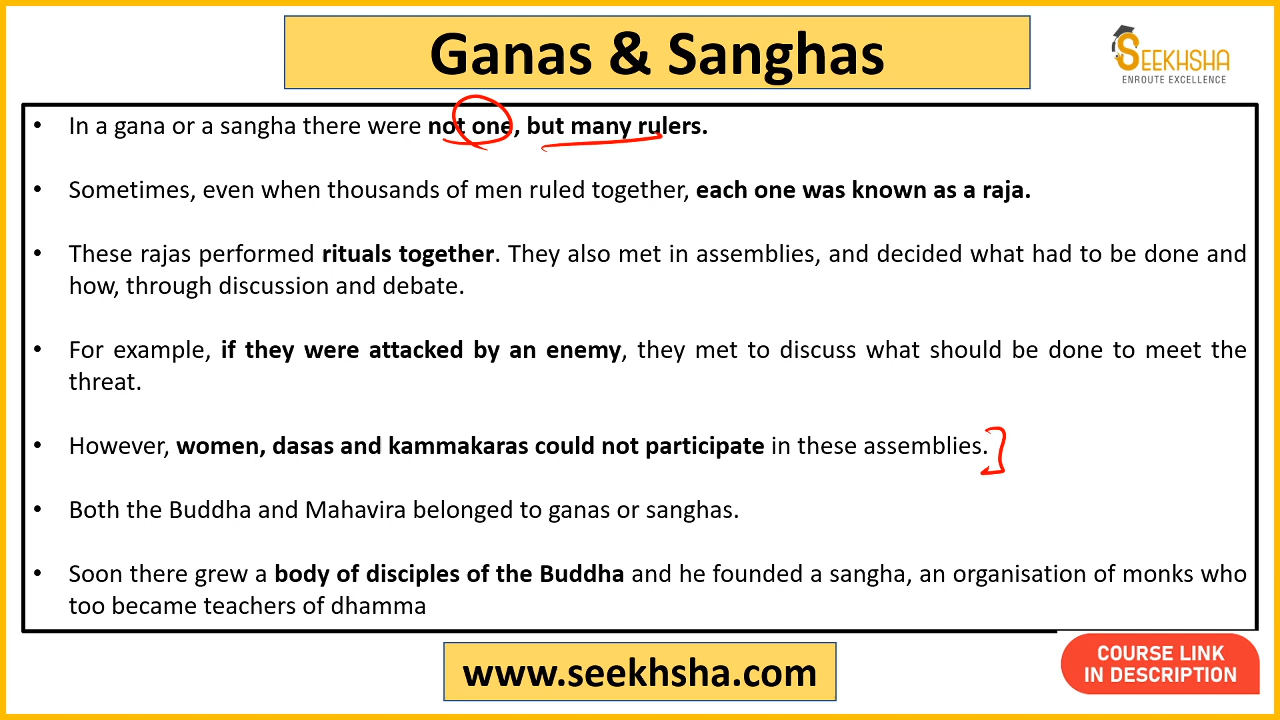 Ganas & Sanghas
SEEKHSHA
ENROUTE EXCELLENCE
• In a gana or a sangha there were not one, but many rulers.
• Sometimes, even when thousands of men ruled together, each one was known as a raja.
• These rajas performed rituals together. They also met in assemblies, and decided what had to be done and
how, through discussion and debate.
• For example, if they were attacked by an enemy, they met to discuss what should be done to meet the
threat.
• However, women, dasas and kammakaras could not participate in these assemblies.
• Both the Buddha and Mahavira belonged to ganas or sanghas.
• Soon there grew a body of disciples of the Buddha and he founded a sangha, an organisation of monks who
too became teachers of dhamma
www.seekhsha.com
COURSE LINK
IN DESCRIPTION